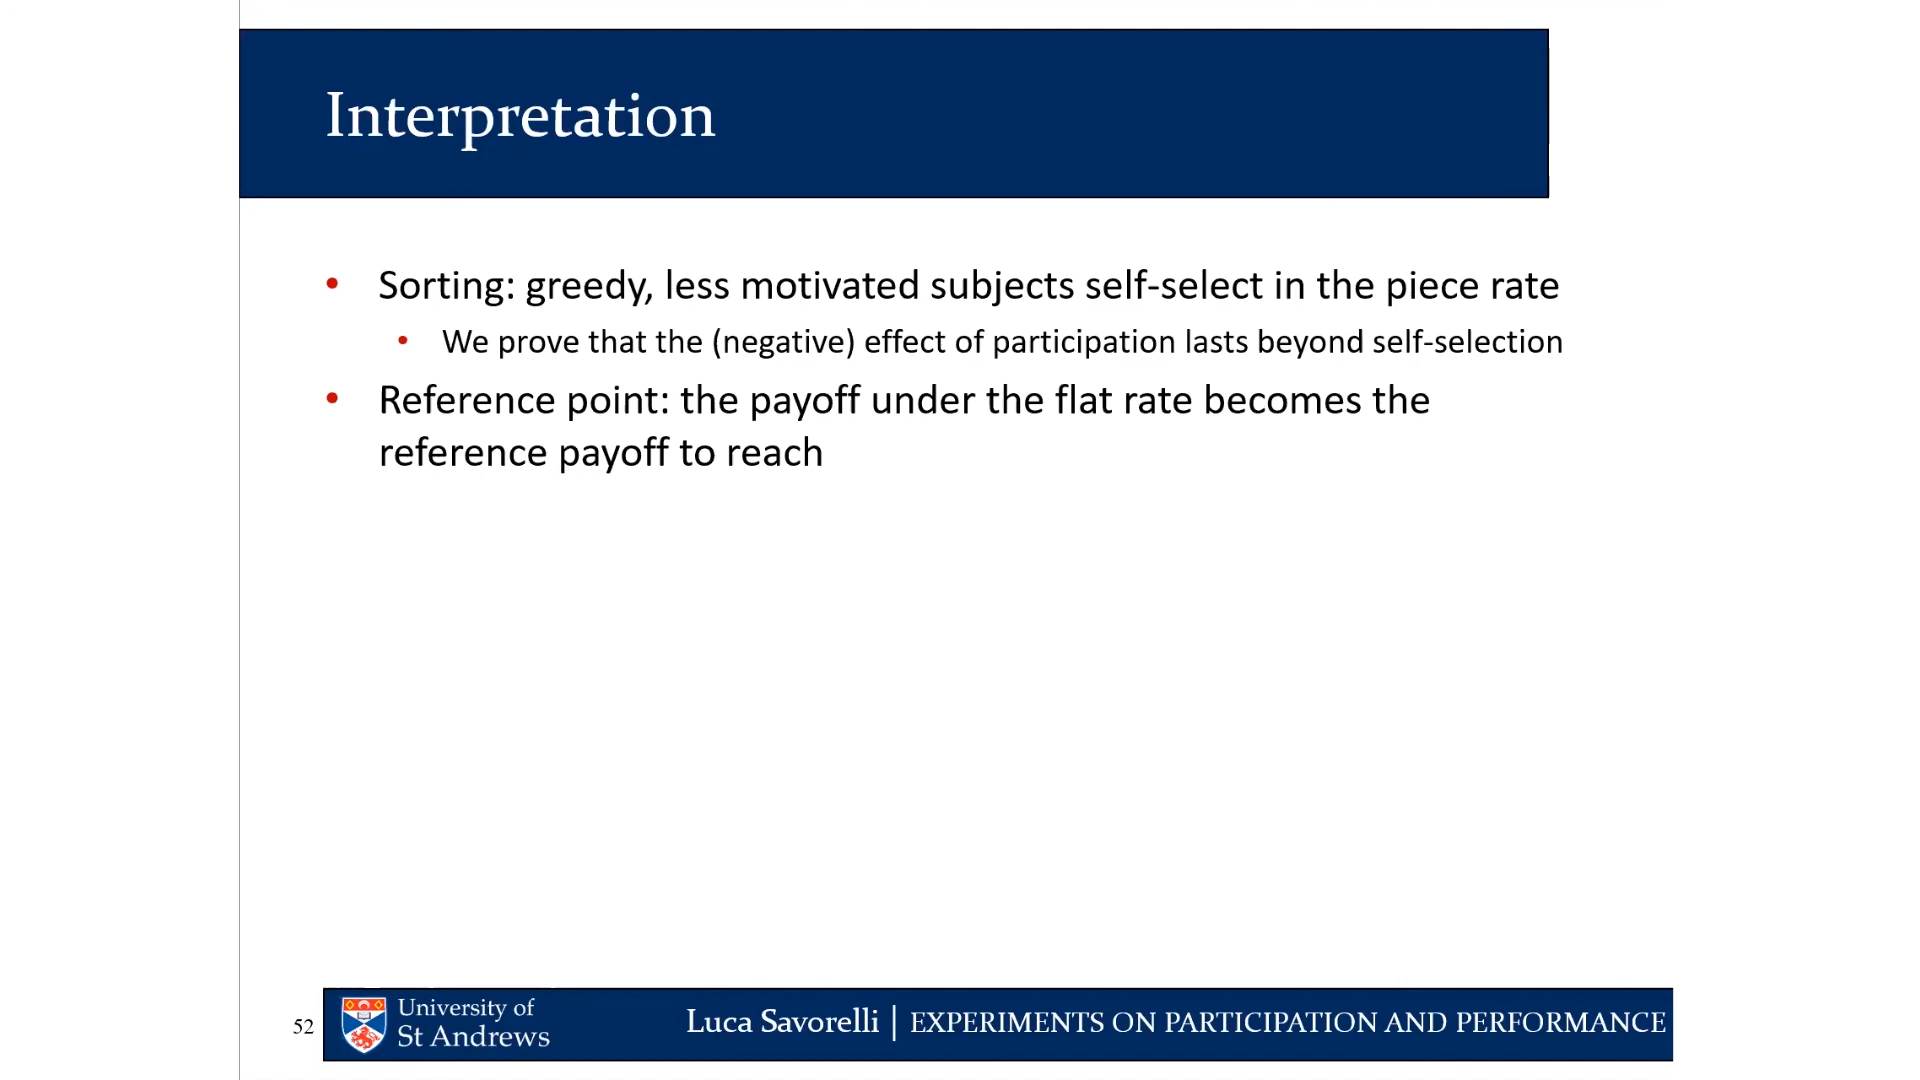 Interpretation
• Sorting: greedy, less motivated subjects self-select in the piece rate
• We prove that the (negative) effect of participation lasts beyond self-selection
• Reference point: the payoff under the flat rate becomes the
reference payoff to reach
52
University of
St Andrews
Luca Savorelli | EXPERIMENTS ON PARTICIPATION AND PERFORMANCE